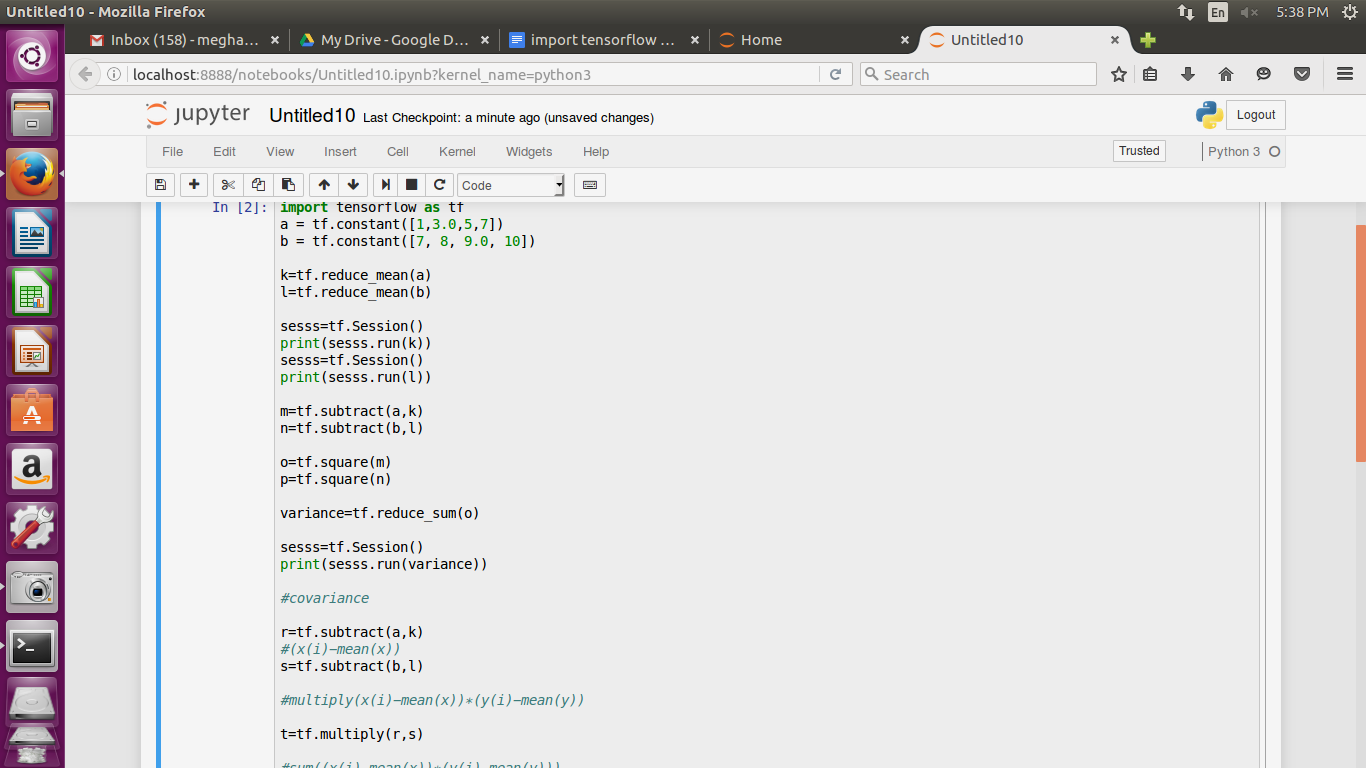 Untitled10 - Mozilla Firefox
En
5:38 PM
Inbox (158) - megha...
My Drive - Google D...
import tensorflow ...
Home
Untitled10
localhost:8888/notebooks/Untitled10.ipynb?kernel_name=python3
Search
jupyter Untitled10 Last Checkpoint: a minute ago (unsaved changes)
Logout
File Edit View Insert Cell Kernel Widgets Help
Trusted
Python 3
Code
In [2]: import tensorflow as tf
a = tf.constant([1,3.0,5,7])
b = tf.constant([7, 8, 9.0, 10])
k=tf.reduce_mean(a)
l=tf.reduce_mean(b)
sesss=tf.Session()
print(sesss.run(k))
sesss=tf.Session()
print(sesss.run(l))
m=tf.subtract(a,k)
n=tf.subtract(b,l)
o=tf.square(m)
p=tf.square(n)
variance=tf.reduce_sum(o)
sesss=tf.Session()
print(sesss.run(variance))
#covariance
r=tf.subtract(a,k)
#(x(i)-mean(x))
s=tf.subtract(b,l)
#multiply(x(i)-mean(x))*(y(i)-mean(y))
t=tf.multiply(r,s)
#sum((x(i)-mean(x))*(y(i)-mean(y)))